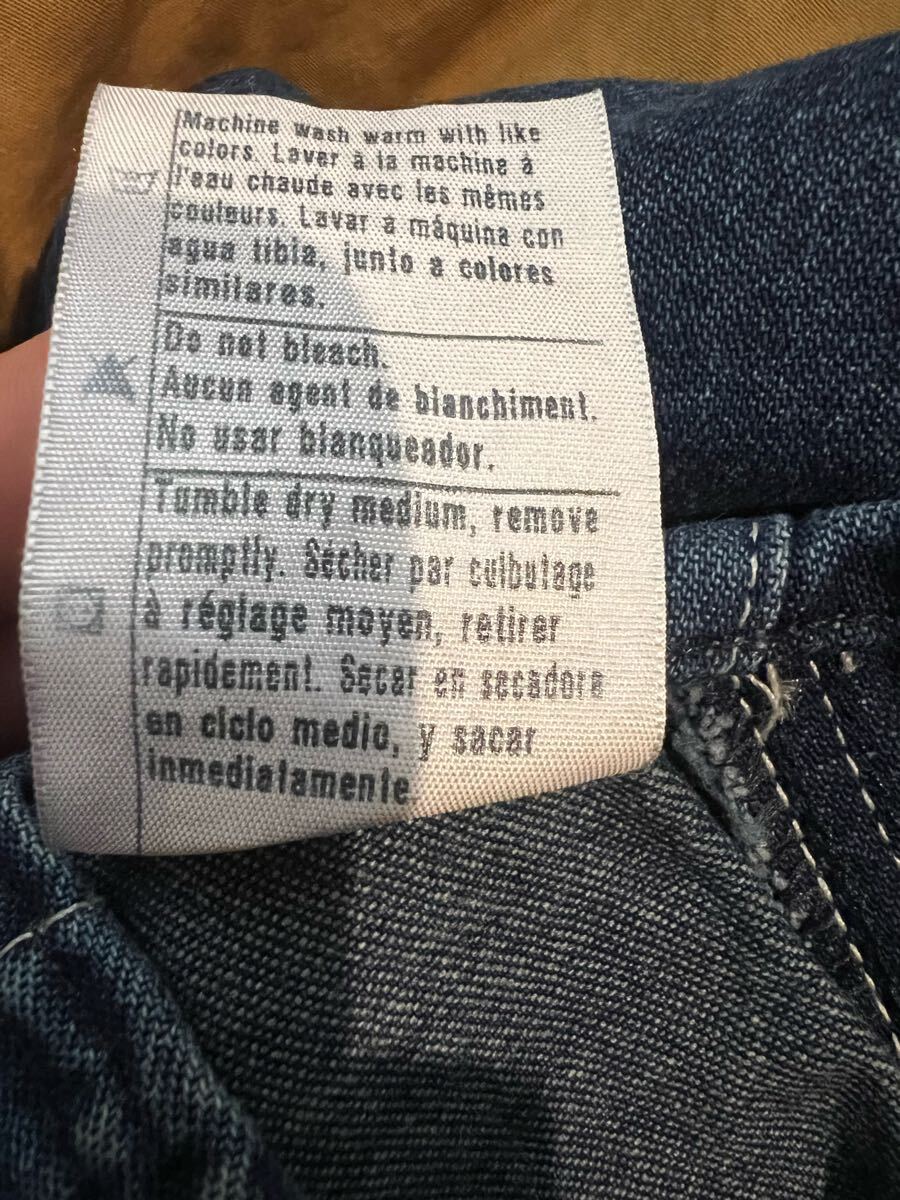 Machine wash warm with like
colors. Laver à la machine à
l'eau chaude avec les mêmes
couleurs. Lavar a máquina con
agua tibia, junto a colores
similares.
Do not bleach.
Aucun agent de blanchiment.
No usar blanqueador.
Tumble dry medium, remove
promptly. Sécher par culbutage
à réglage moyen, retirer
rapidement. Secar en secadora
en ciclo medio, y sacar
inmediatamente